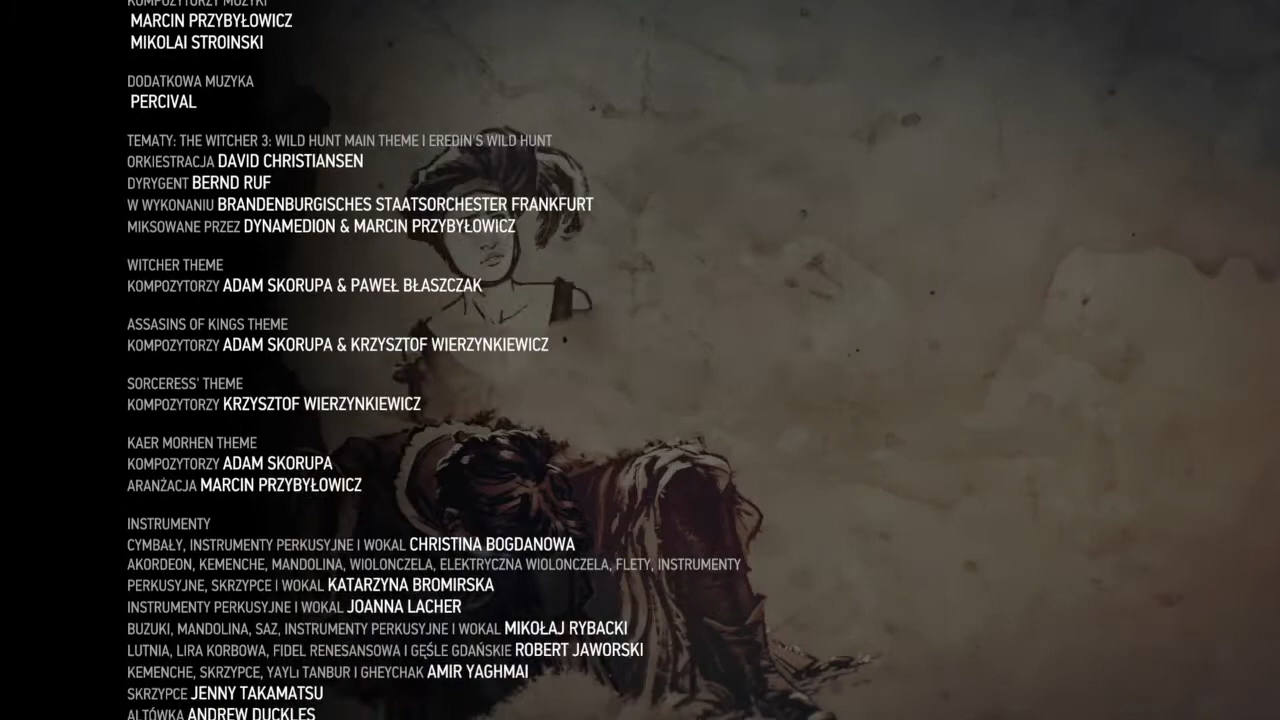 KOMPOZYTORZY MUZYKI
MARCIN PRZYBYŁOWICZ
MIKOLAI STROINSKI
DODATKOWA MUZYKA
PERCIVAL
TEMATY: THE WITCHER 3: WILD HUNT MAIN THEME I EREDIN'S WILD HUNT
ORKIESTRACJA DAVID CHRISTIANSEN
DYRYGENT BERND RUF
W WYKONANIU BRANDENBURGISCHES STAATSORCHESTER FRANKFURT
MIKSOWANE PRZEZ DYNAMEDION & MARCIN PRZYBYŁOWICZ
WITCHER THEME
KOMPOZYTORZY ADAM SKORUPA & PAWEŁ BŁASZCZAK
ASSASINS OF KINGS THEME
KOMPOZYTORZY ADAM SKORUPA & KRZYSZTOF WIERZYNKIEWICZ
SORCERESS' THEME
KOMPOZYTORZY KRZYSZTOF WIERZYNKIEWICZ
KAER MORHEN THEME
KOMPOZYTORZY ADAM SKORUPA
ARANŻACJA MARCIN PRZYBYŁOWICZ
INSTRUMENTY
CYMBAŁY, INSTRUMENTY PERKUSYJNE I WOKAL CHRISTINA BOGDANOWA
AKORDEON, KEMENCHE, MANDOLINA, WIOLONCZELA, ELEKTRYCZNA WIOLONCZELA, FLETY, INSTRUMENTY
PERKUSYJNE, SKRZYPCE I WOKAL KATARZYNA BROMIRSKA
INSTRUMENTY PERKUSYJNE I WOKAL JOANNA LACHER
BUZUKI, MANDOLINA, SAZ, INSTRUMENTY PERKUSYJNE I WOKAL MIKOŁAJ RYBACKI
LUTNIA, LIRA KORBOWA, FIDEL RENESANSOWA I GĘŚLE GDAŃSKIE ROBERT JAWORSKI
KEMENCHE, SKRZYPCE, YAYLı TANBUR I GHEYCHAK AMIR YAGHMAI
SKRZYPCE JENNY TAKAMATSU
ALTÓWKA ANDREW DUCKLES